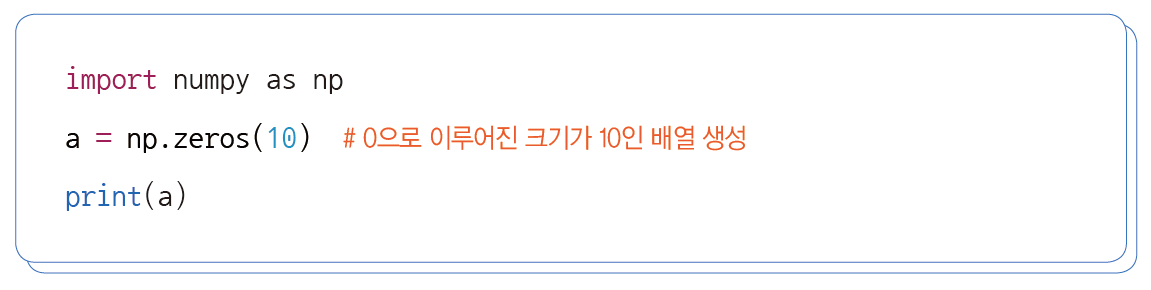 import numpy as np
a = np.zeros(10)  # 0으로 이루어진 크기가 10인 배열 생성
print(a)